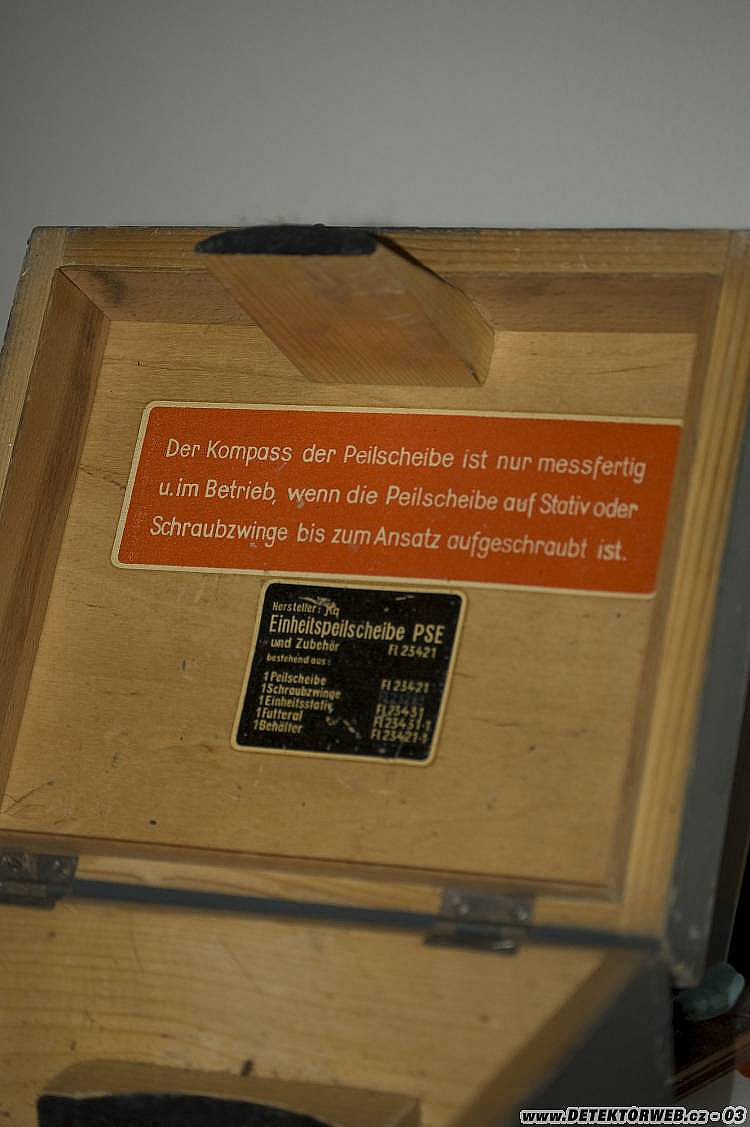 Der Kompass der Peilscheibe ist nur messfertig
u. im Betrieb, wenn die Peilscheibe auf Stativ oder
Schraubzwinge bis zum Ansatz aufgeschraubt ist.
Hersteller:
Einheitspeilscheibe PSE
und Zubehör Fl 23421
bestehend aus:
1 Peilscheibe Fl 23421
1 Schraubzwinge
1 Einheitsstativ Fl 23431
1 Futteral Fl 23431-1
1 Behälter Fl 23421-1
www.DETEKTORWEB.cz - 03